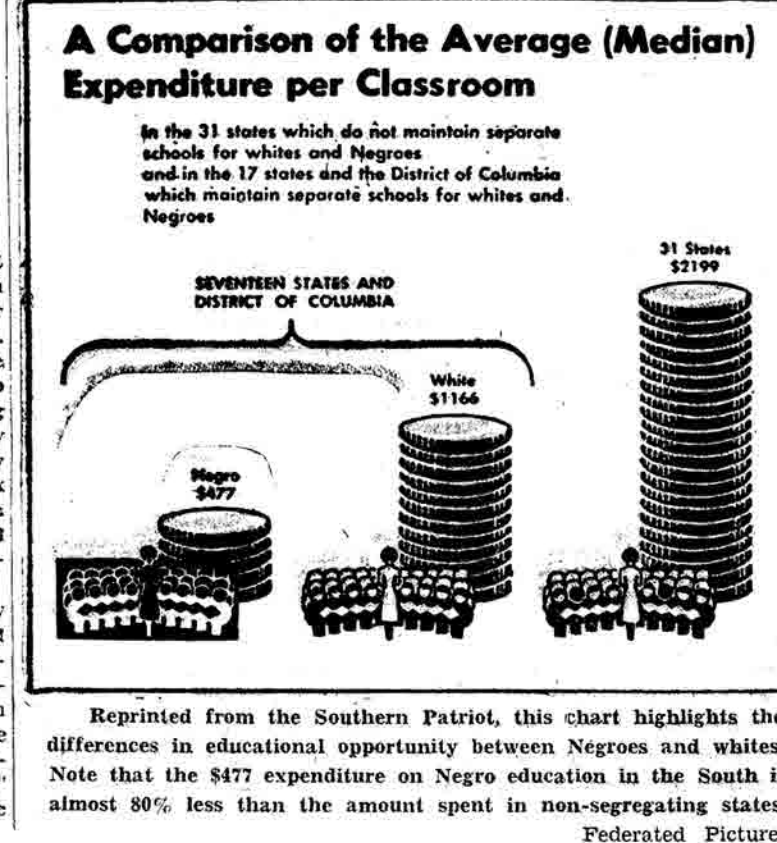 A Comparison of the Average (Median)
Expenditure per Classroom
In the 31 states which do not maintain separate
schools for whites and Negroes
and in the 17 states and the District of Columbia
which maintain separate schools for whites and
Negroes
SEVENTEEN STATES AND
DISTRICT OF COLUMBIA
Negro
$477
White
$1166
31 States
$2199
Reprinted from the Southern Patriot, this chart highlights the
differences in educational opportunity between Negroes and whites
Note that the $477 expenditure on Negro education in the South i
almost 80% less than the amount spent in non-segregating states
Federated Picture